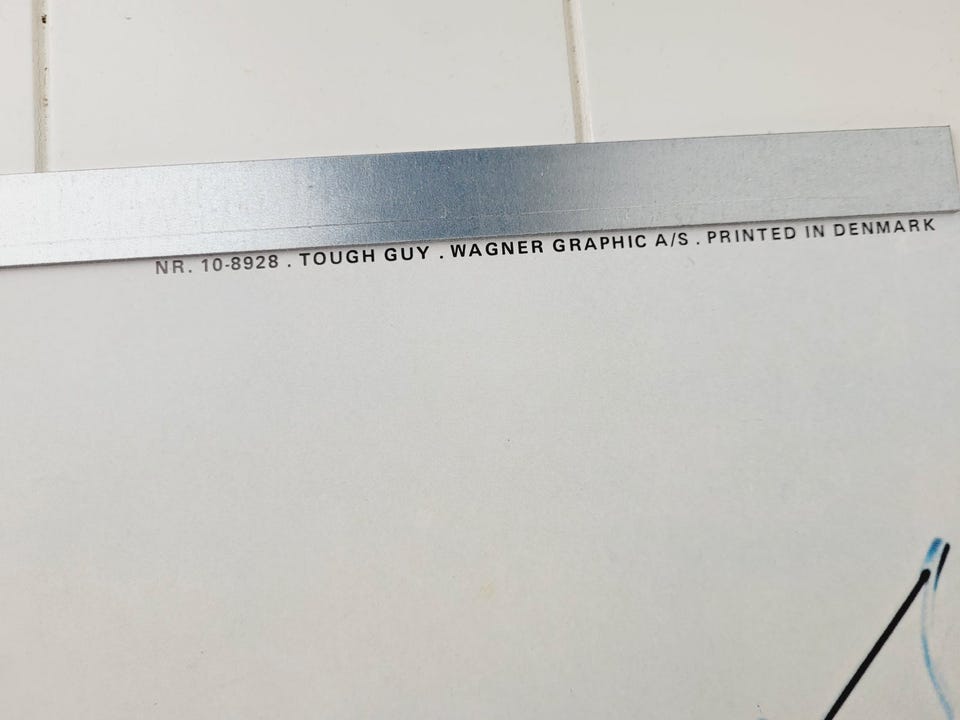 NR. 10-8928 . TOUGH GUY . WAGNER GRAPHIC A/S . PRINTED IN DENMARK